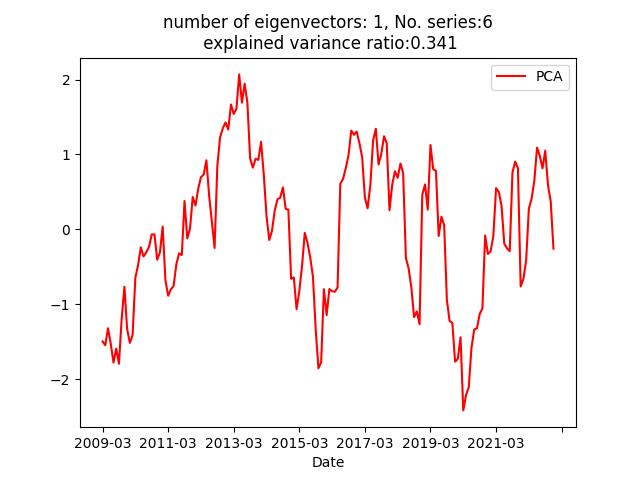 number of eigenvectors: 1, No. series:6
explained variance ratio:0.341
PCA
2
1
0
−1
−2
2009-03 2011-03 2013-03 2015-03 2017-03 2019-03 2021-03
Date